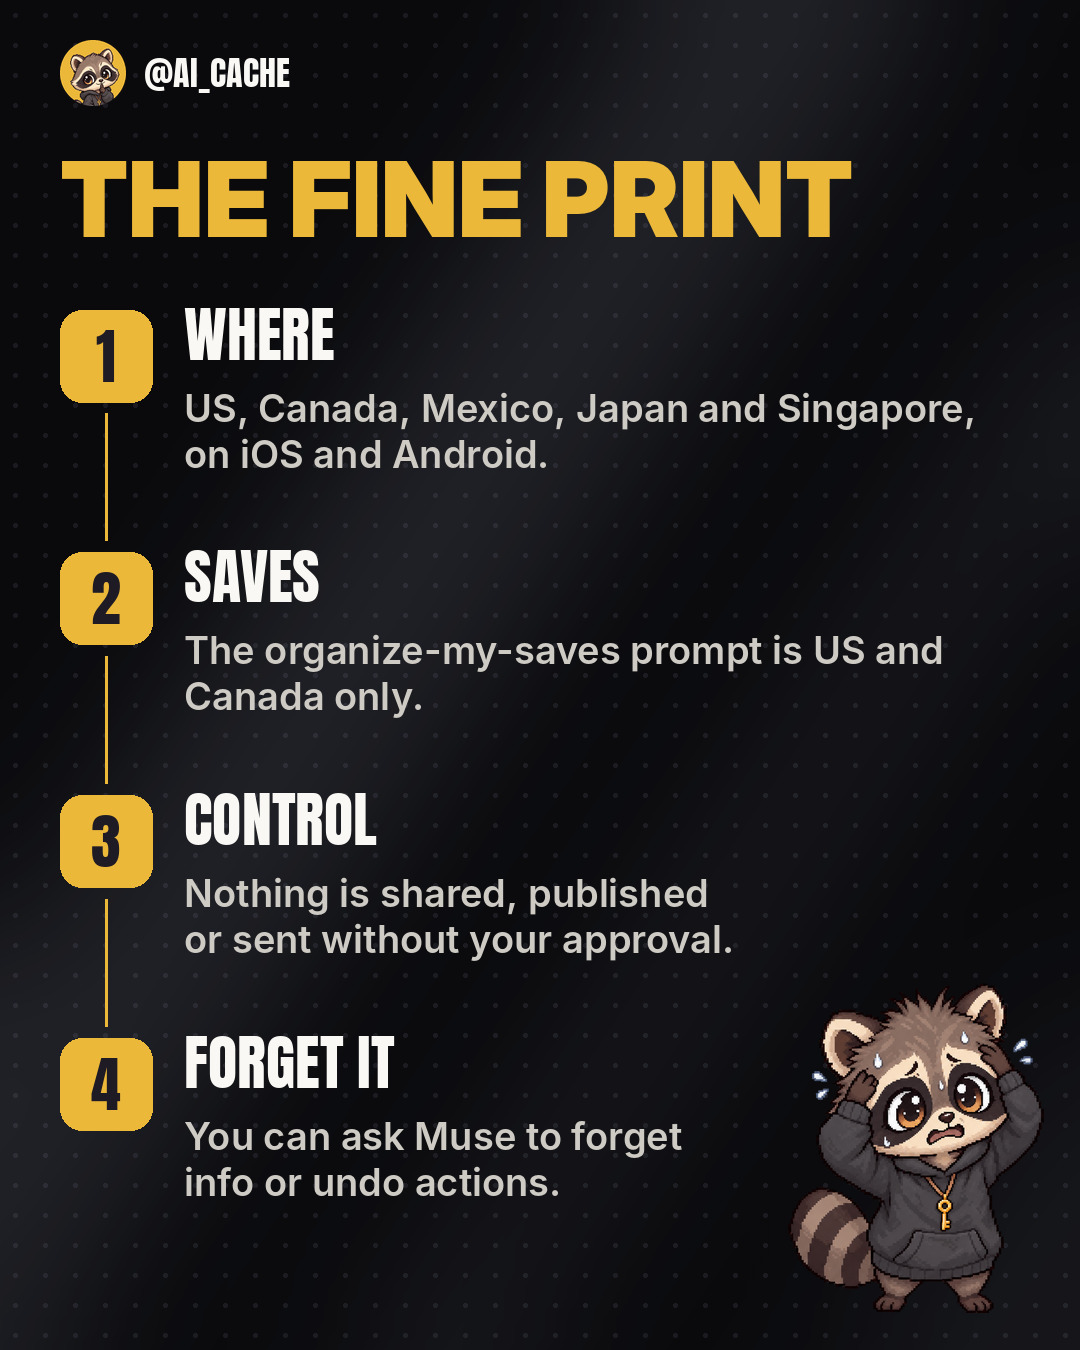 @AI_CACHE
THE FINE PRINT
1
WHERE
US, Canada, Mexico, Japan and Singapore,
on iOS and Android.
2
SAVES
The organize-my-saves prompt is US and
Canada only.
3
CONTROL
Nothing is shared, published
or sent without your approval.
4
FORGET IT
You can ask Muse to forget
info or undo actions.